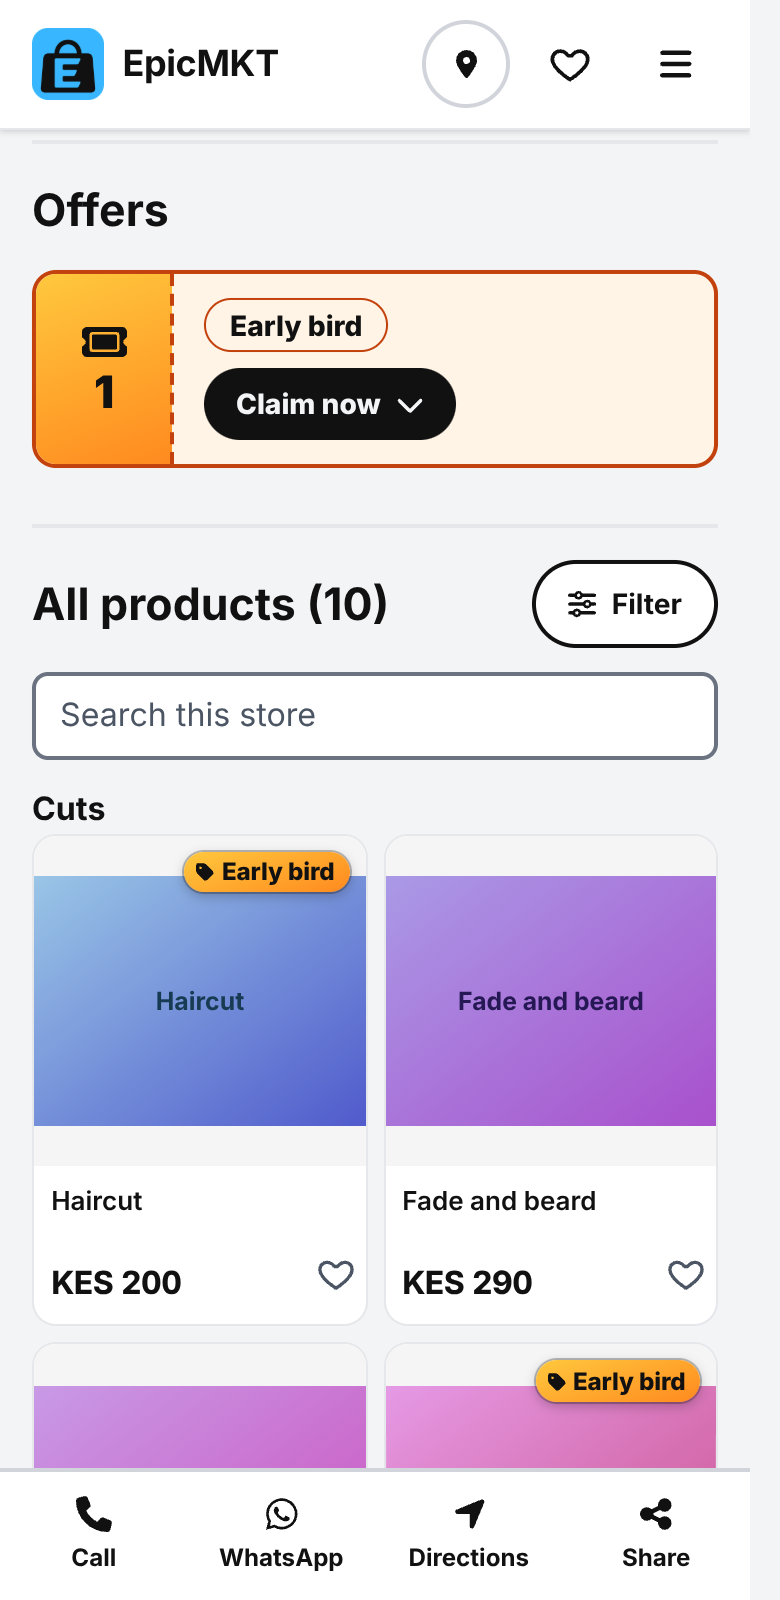 EpicMKT
Offers
1
Early bird
Claim now
All products (10)
Filter
Search this store
Cuts
Early bird
Haircut
Fade and beard
Haircut
Fade and beard
KES 200
KES 290
Early bird
Call
WhatsApp
Directions
Share